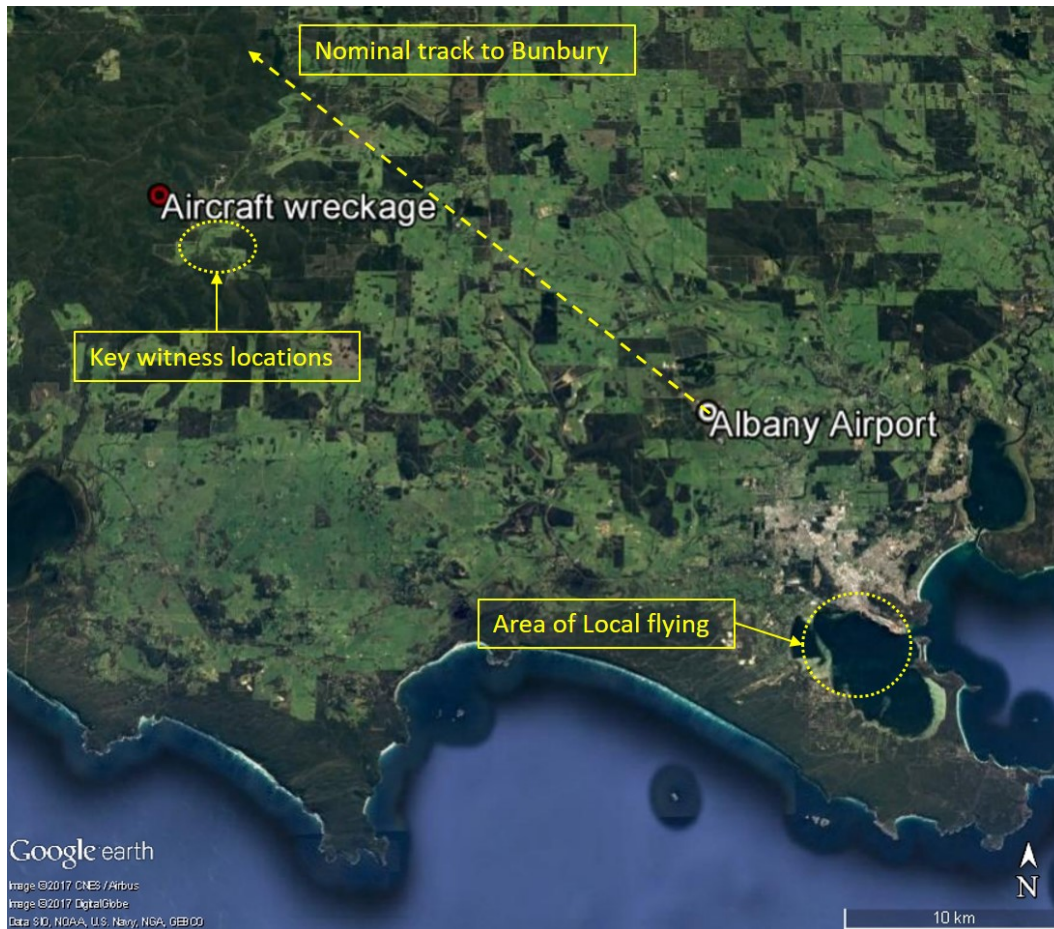 Nominal track to Bunbury
Aircraft wreckage
Key witness locations
Albany Airport
Area of Local flying
Google earth
Image ©2017 CNES / Airbus
Image ©2017 DigitalGlobe
Data SIO, NOAA, U.S. Navy, NGA, GEBCO
N
10 km